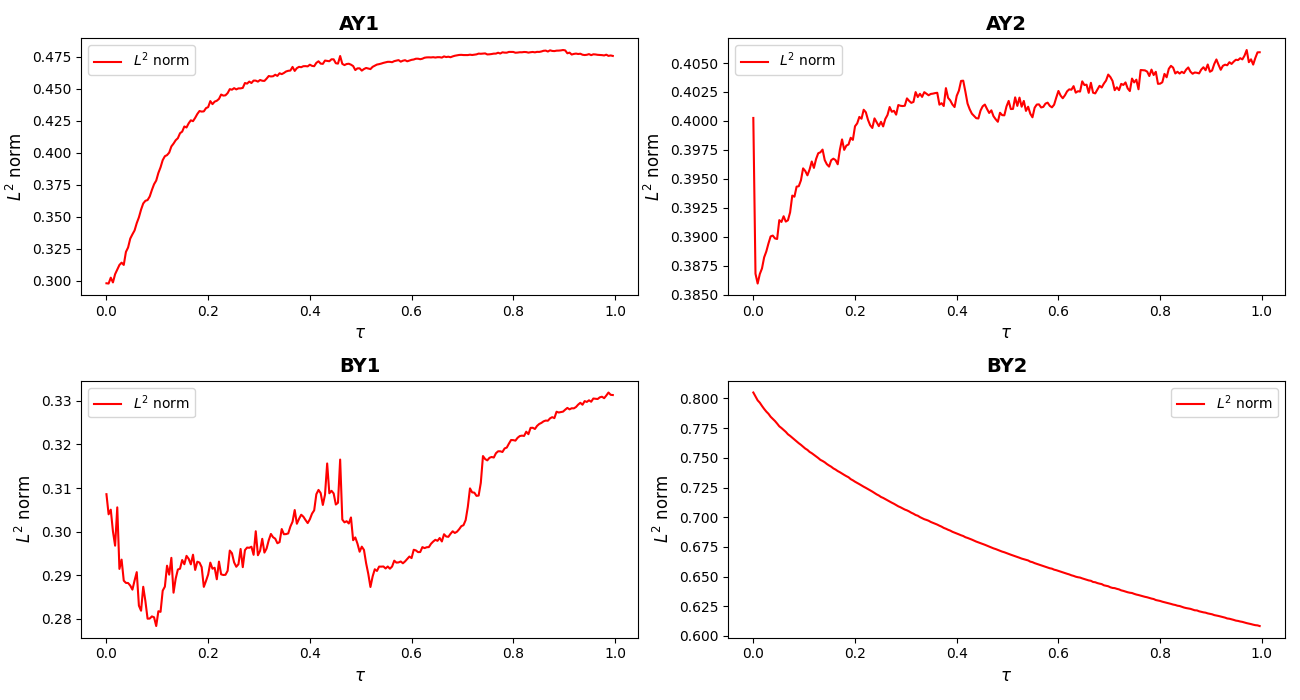 AY1
L² norm
0.475
0.450
0.425
0.400
0.375
0.350
0.325
0.300
L² norm
0.0 0.2 0.4 0.6 0.8 1.0
τ
AY2
L² norm
0.4050
0.4025
0.4000
0.3975
0.3950
0.3925
0.3900
0.3875
0.3850
L² norm
0.0 0.2 0.4 0.6 0.8 1.0
τ
BY1
L² norm
0.33
0.32
0.31
0.30
0.29
0.28
L² norm
0.0 0.2 0.4 0.6 0.8 1.0
τ
BY2
L² norm
0.800
0.775
0.750
0.725
0.700
0.675
0.650
0.625
0.600
L² norm
0.0 0.2 0.4 0.6 0.8 1.0
τ